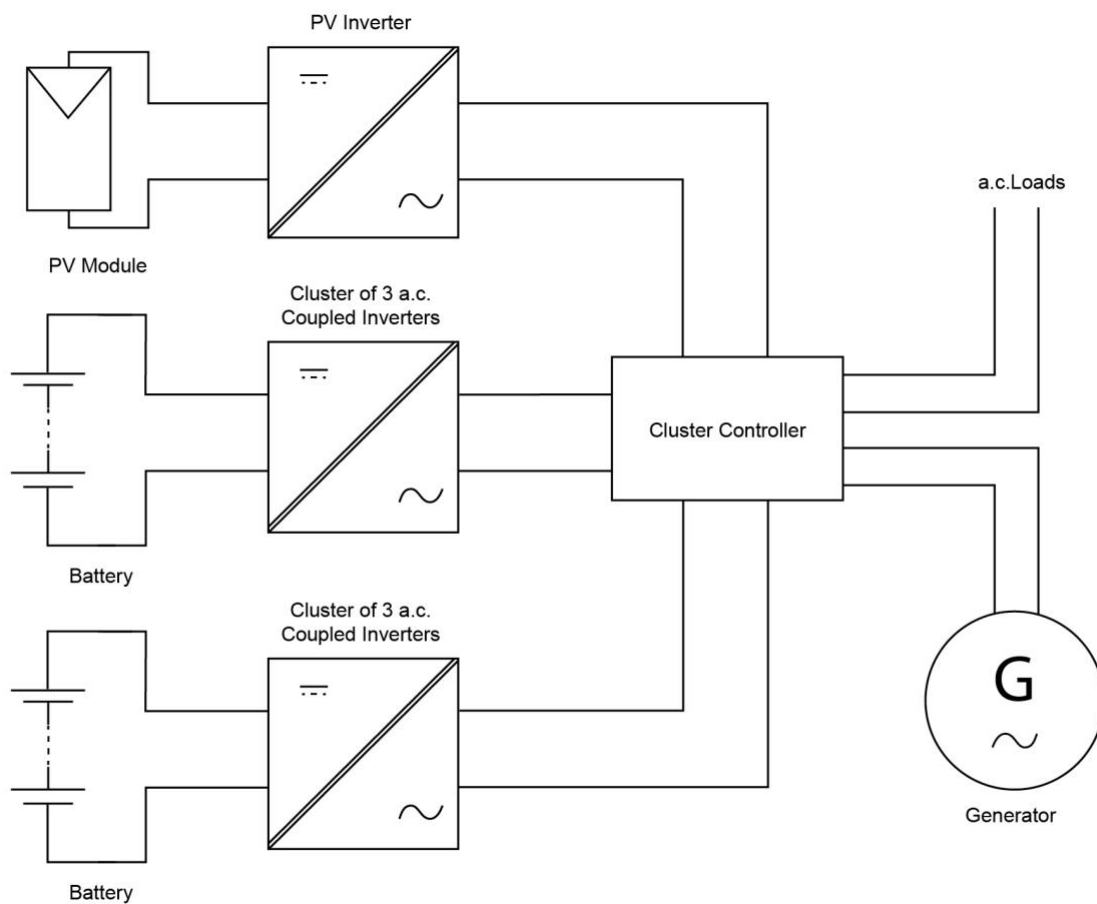 PV Inverter
PV Module
a.c.Loads
Cluster of 3 a.c.
Coupled Inverters
Cluster Controller
Battery
Cluster of 3 a.c.
Coupled Inverters
G
Generator
Battery